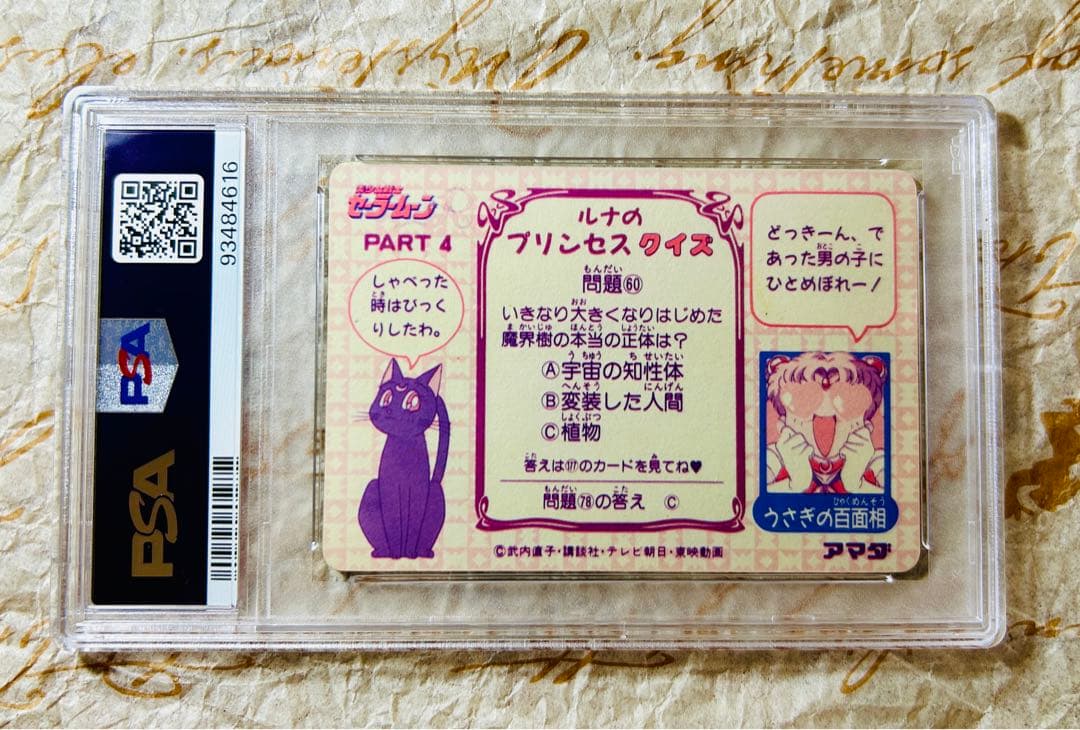 93484616
PSA
PSA
美少女戦士
セーラームーン
PART 4
しゃべった
時はびっく
りしたわ。
ルナの
プリンセスクイズ
問題60
いきなり大きくなりはじめた
魔界樹の本当の正体は?
Ⓐ宇宙の知性体
Ⓑ変装した人間
Ⓒ植物
答えは177のカードを見てね♥
問題78の答え Ⓒ
どっきーん、で
あった男の子に
ひとめぼれー!
うさぎの百面相
©武内直子・講談社・テレビ朝日・東映動画
アマダ
something.
Mysterious.